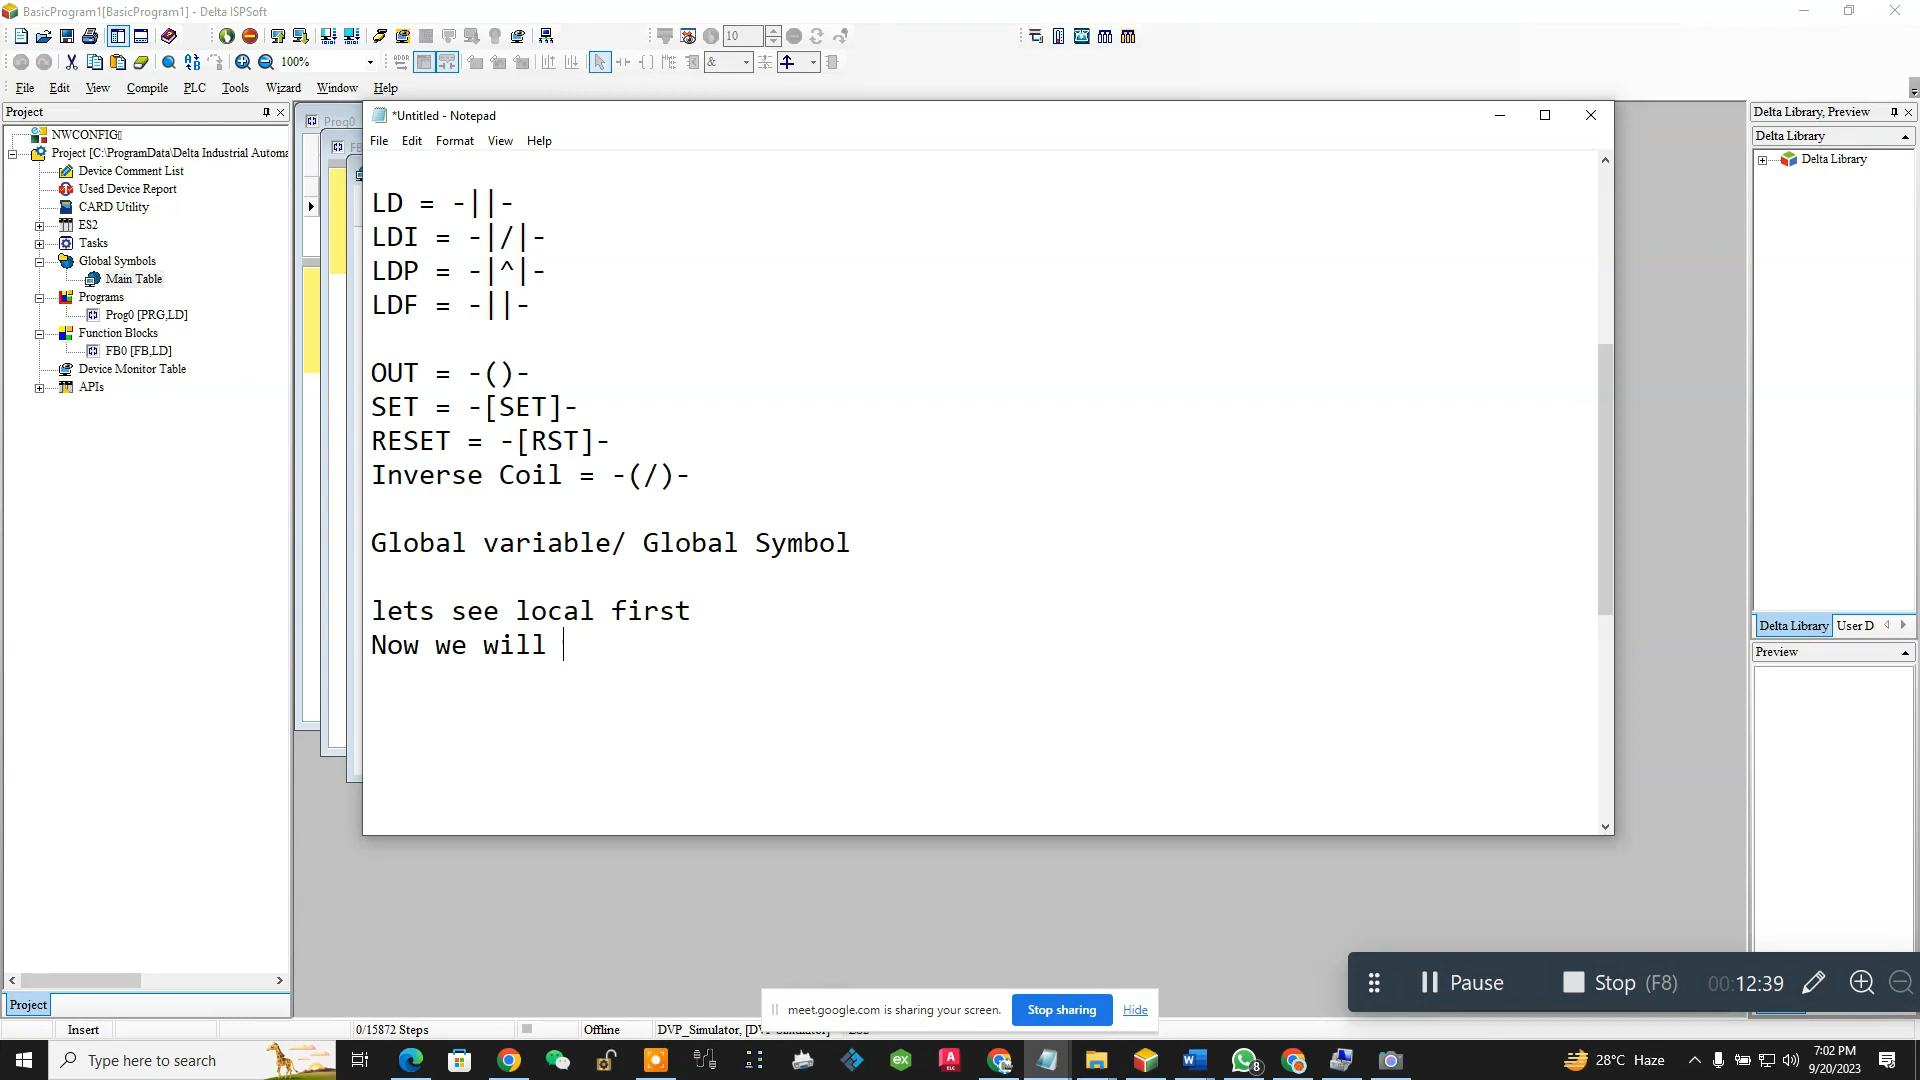 BasicProgram1[BasicProgram1] - Delta ISPSoft
10
100%
&
File Edit View Compile PLC Tools Wizard Window Help
Project
NWCONFIG
Project [C:\ProgramData\Delta Industrial Automa
Device Comment List
Used Device Report
CARD Utility
ES2
Tasks
Global Symbols
Main Table
Programs
Prog0 [PRG,LD]
Function Blocks
FB0 [FB,LD]
Device Monitor Table
APIs
Project
Prog0
FB
*Untitled - Notepad
File Edit Format View Help
LD = -||-
LDI = -|/|-
LDP = -|^|-
LDF = -||-
OUT = -()-
SET = -[SET]-
RESET = -[RST]-
Inverse Coil = -(/)-
Global variable/ Global Symbol
lets see local first
Now we will
Delta Library, Preview
Delta Library
Delta Library
Delta Library User D
Preview
Pause Stop (F8) 00:12:39
meet.google.com is sharing your screen. Stop sharing Hide
Insert 0/15872 Steps Offline DVP_Simulator,
Type here to search
28°C Haze
7:02 PM
9/20/2023